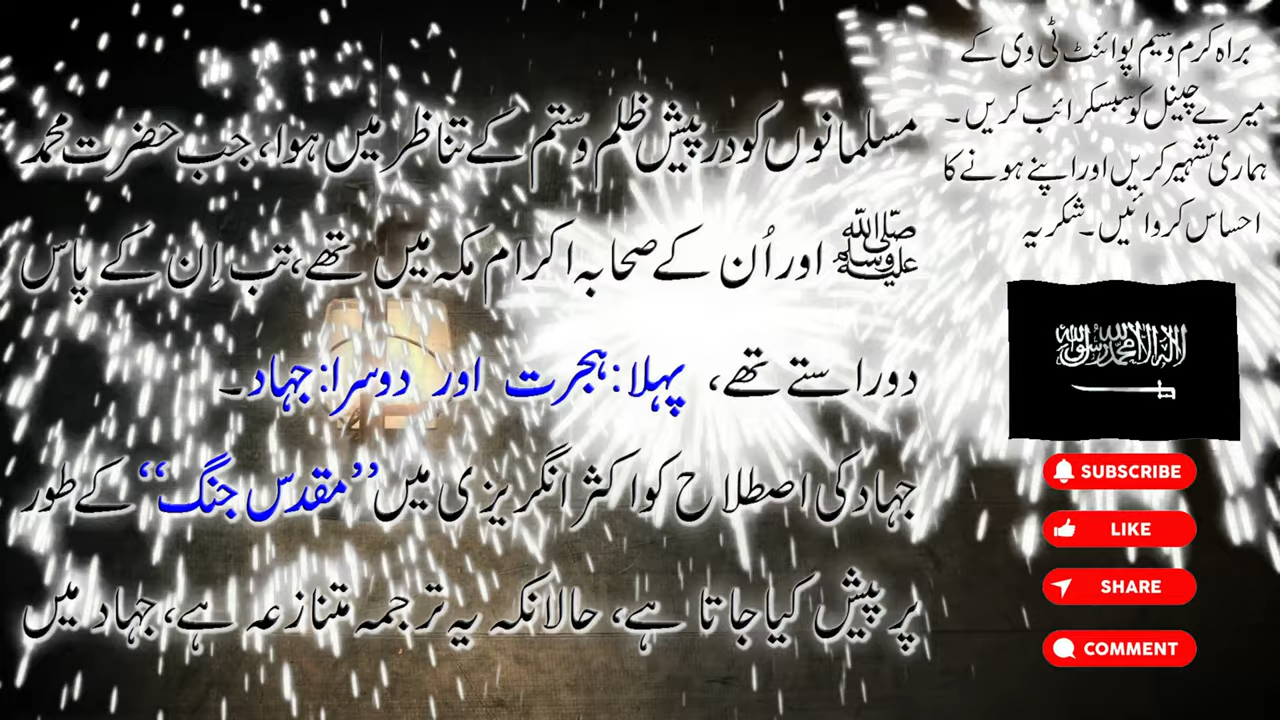 براہ کرم وسیم پوائنٹ ٹی وی کے
میرے چینل کو سبسکرائب کریں۔
ہماری تشہیر کریں اور اپنے ہونے کا
احساس کروائیں۔ شکریہ
مسلمانوں کو درپیش ظلم و ستم کے تناظر میں ہوا، جب حضرت محمد
ﷺ اور اُن کے صحابہ اکرام مکہ میں تھے، تب اِن کے پاس
دو راستے تھے، پہلا: ہجرت اور دوسرا: جہاد۔
جہاد کی اصطلاح کو اکثر انگریزی میں ’’مقدس جنگ‘‘ کے طور
پر پیش کیا جاتا ہے، حالانکہ یہ ترجمہ متنازعہ ہے، جہاد میں
لا الہ الا اللہ محمد رسول اللہ
SUBSCRIBE
LIKE
SHARE
COMMENT